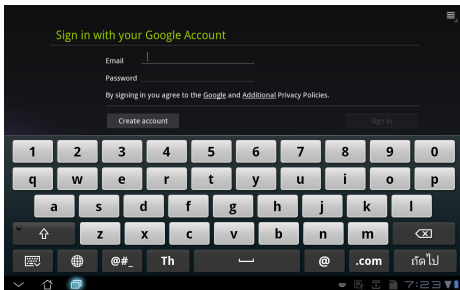 Sign in with your Google Account
Email
Password
By signing in you agree to the Google and Additional Privacy Policies.
Create account Sign in
1 2 3 4 5 6 7 8 9 0
q w e r t y u i o p
a s d f g h j k l
z x c v b n m
@#_ Th @ .com ถัดไป
7:23